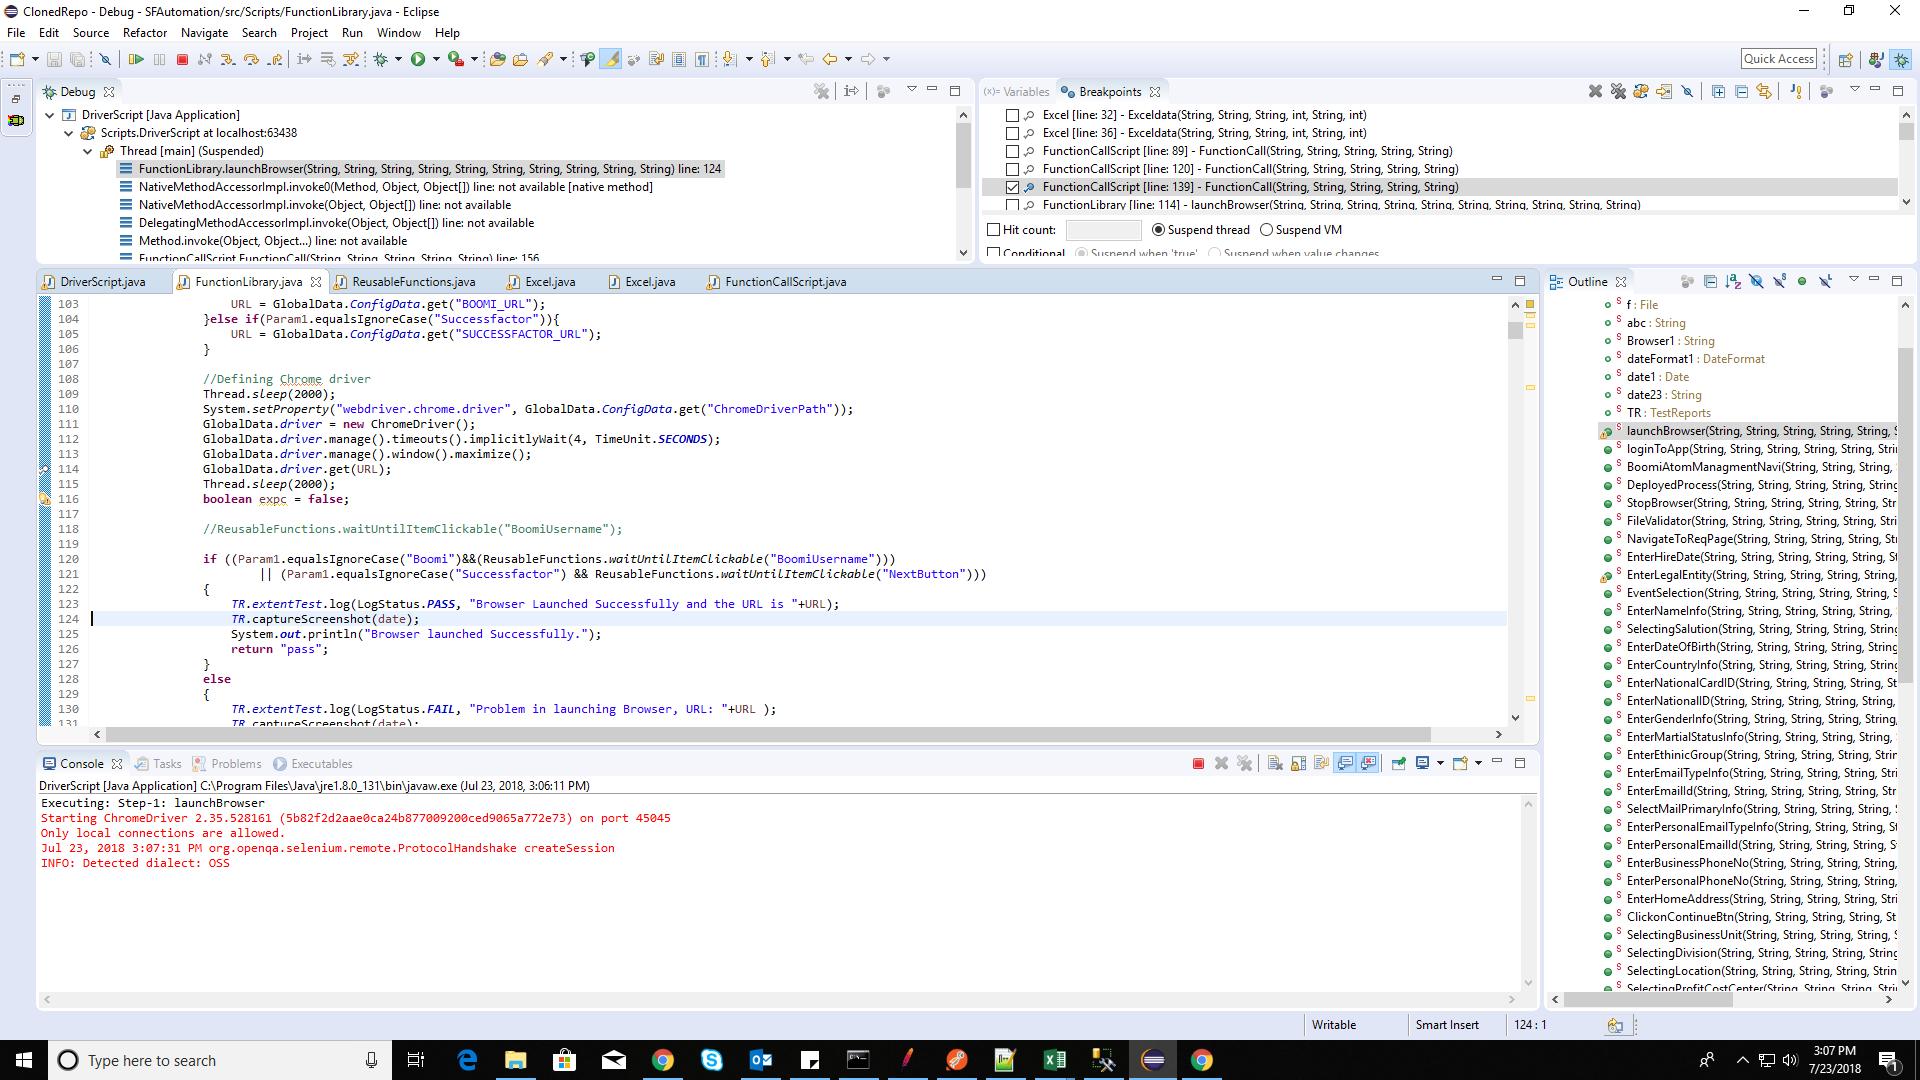 ClonedRepo - Debug - SFAutomation/src/Scripts/FunctionLibrary.java - Eclipse
File Edit Source Refactor Navigate Search Project Run Window Help
Quick Access
Debug
DriverScript [Java Application]
Scripts.DriverScript at localhost:63438
Thread [main] (Suspended)
FunctionLibrary.launchBrowser(String, String, String, String, String, String, String, String, String, String) line: 124
NativeMethodAccessorImpl.invoke0(Method, Object, Object[]) line: not available [native method]
NativeMethodAccessorImpl.invoke(Object, Object[]) line: not available
DelegatingMethodAccessorImpl.invoke(Object, Object[]) line: not available
Method.invoke(Object, Object...) line: not available
FunctionCallScript.FunctionCall(String, String, String, String, String) line: 156
(x)= Variables Breakpoints
Excel [line: 32] - Exceldata(String, String, String, int, String, int)
Excel [line: 36] - Exceldata(String, String, String, int, String, int)
FunctionCallScript [line: 89] - FunctionCall(String, String, String, String, String)
FunctionCallScript [line: 120] - FunctionCall(String, String, String, String, String)
FunctionCallScript [line: 139] - FunctionCall(String, String, String, String, String)
FunctionLibrary [line: 114] - launchBrowser(String, String, String, String, String, String, String, String, String, String)
Hit count: Suspend thread Suspend VM
Conditional Suspend when 'true' Suspend when value changes
DriverScript.java FunctionLibrary.java ReusableFunctions.java Excel.java Excel.java FunctionCallScript.java
103 URL = GlobalData.ConfigData.get("BOOMI_URL");
104 }else if(Param1.equalsIgnoreCase("Successfactor")){
105 URL = GlobalData.ConfigData.get("SUCCESSFACTOR_URL");
106 }
107
108 //Defining Chrome driver
109 Thread.sleep(2000);
110 System.setProperty("webdriver.chrome.driver", GlobalData.ConfigData.get("ChromeDriverPath"));
111 GlobalData.driver = new ChromeDriver();
112 GlobalData.driver.manage().timeouts().implicitlyWait(4, TimeUnit.SECONDS);
113 GlobalData.driver.manage().window().maximize();
114 GlobalData.driver.get(URL);
115 Thread.sleep(2000);
116 boolean expc = false;
117
118 //ReusableFunctions.waitUntilItemClickable("BoomiUsername");
119
120 if ((Param1.equalsIgnoreCase("Boomi")&&(ReusableFunctions.waitUntilItemClickable("BoomiUsername")))
121 || (Param1.equalsIgnoreCase("Successfactor") && ReusableFunctions.waitUntilItemClickable("NextButton")))
122 {
123 TR.extentTest.log(LogStatus.PASS, "Browser Launched Successfully and the URL is "+URL);
124 TR.captureScreenshot(date);
125 System.out.println("Browser launched Successfully.");
126 return "pass";
127 }
128 else
129 {
130 TR.extentTest.log(LogStatus.FAIL, "Problem in launching Browser, URL: "+URL );
131 TR.captureScreenshot(date);
Outline
f : File
abc : String
Browser1 : String
dateFormat1 : DateFormat
date1 : Date
date23 : String
TR : TestReports
launchBrowser(String, String, String, String, S
loginToApp(String, String, String, String, Strin
BoomiAtomManagmentNavi(String, String, Str
DeployedProcess(String, String, String, String,
StopBrowser(String, String, String, String, Strin
FileValidator(String, String, String, String, Strin
NavigateToReqPage(String, String, String, Strin
EnterHireDate(String, String, String, String, Stri
EnterLegalEntity(String, String, String, String, S
EventSelection(String, String, String, String, Str
EnterNameInfo(String, String, String, String, Str
SelectingSalution(String, String, String, String,
EnterDateOfBirth(String, String, String, String,
EnterCountryInfo(String, String, String, String,
EnterNationalCardID(String, String, String, Strin
EnterNationalID(String, String, String, String, St
EnterGenderInfo(String, String, String, String, S
EnterMartialStatusInfo(String, String, String, Str
EnterEthinicGroup(String, String, String, String,
EnterEmailTypeInfo(String, String, String, String
EnterEmailId(String, String, String, String, String
SelectMailPrimaryInfo(String, String, String, Stri
EnterPersonalEmailTypeInfo(String, String, Strin
EnterPersonalEmailId(String, String, String, S
EnterBusinessPhoneNo(String, String, String, Str
EnterPersonalPhoneNo(String, String, String, Str
EnterHomeAddress(String, String, String, String
ClickonContinueBtn(String, String, String, St
SelectingBusinessUnit(String, String, String, Stri
SelectingDivision(String, String, String, String, S
SelectingLocation(String, String, String, String,
SelectingProfitCostCenter(String, String, String,
Console Tasks Problems Executables
DriverScript [Java Application] C:\Program Files\Java\jre1.8.0_131\bin\javaw.exe (Jul 23, 2018, 3:06:11 PM)
Executing: Step-1: launchBrowser
Starting ChromeDriver 2.35.528161 (5b82f2d2aae0ca24b877009200ced9065a772e73) on port 45045
Only local connections are allowed.
Jul 23, 2018 3:07:31 PM org.openqa.selenium.remote.ProtocolHandshake createSession
INFO: Detected dialect: OSS
Writable Smart Insert 124 : 1
Type here to search
3:07 PM
7/23/2018
1